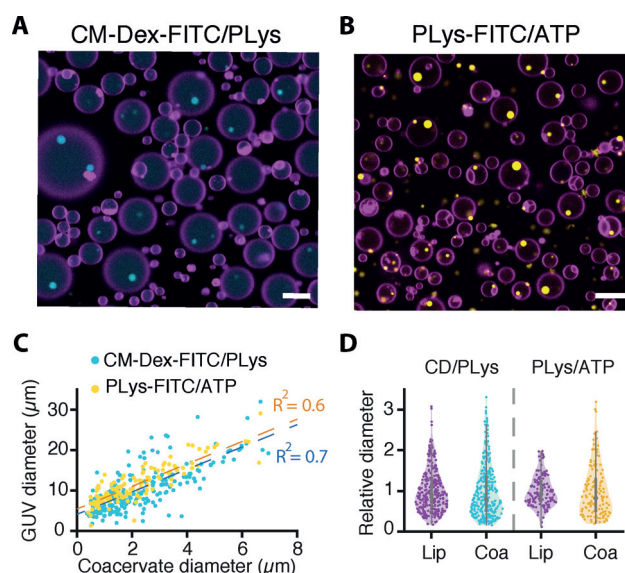 A
CM-Dex-FITC/PLys
B
PLys-FITC/ATP
C
CM-Dex-FITC/PLys
PLys-FITC/ATP
R² = 0.6
R² = 0.7
GUV diameter (µm)
30
20
10
0
0 2 4 6 8
Coacervate diameter (µm)
D
CD/PLys PLys/ATP
Relative diameter
3
2
1
0
Lip Coa Lip Coa